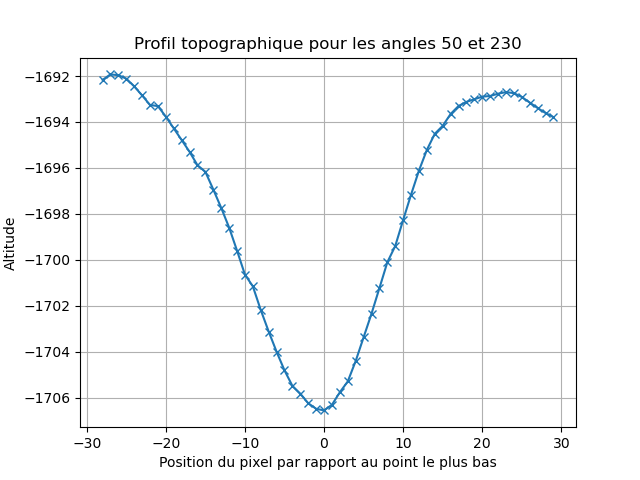 Profil topographique pour les angles 50 et 230
−1692
−1694
−1696
−1698
−1700
−1702
−1704
−1706
Altitude
−30 −20 −10 0 10 20 30
Position du pixel par rapport au point le plus bas